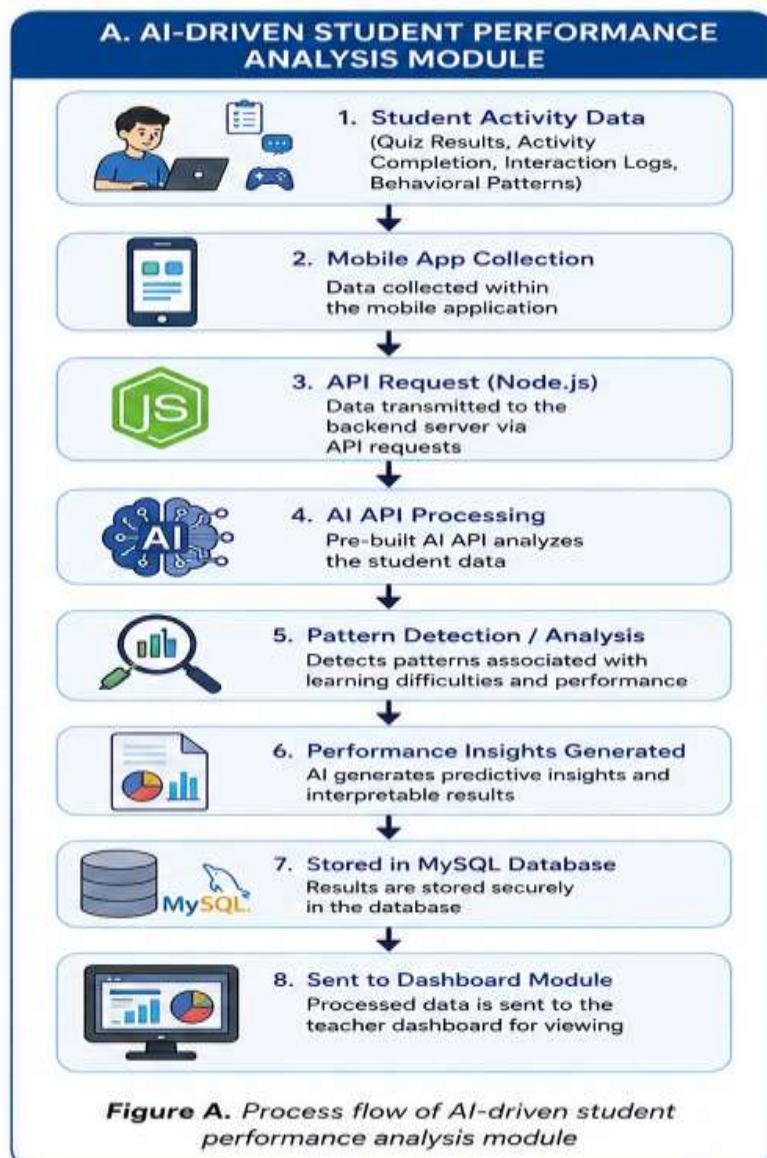 A. AI-DRIVEN STUDENT PERFORMANCE
ANALYSIS MODULE
1. Student Activity Data
(Quiz Results, Activity
Completion, Interaction Logs,
Behavioral Patterns)
2. Mobile App Collection
Data collected within
the mobile application
JS
3. API Request (Node.js)
Data transmitted to the
backend server via
API requests
AI
4. AI API Processing
Pre-built AI API analyzes
the student data
5. Pattern Detection / Analysis
Detects patterns associated with
learning difficulties and performance
6. Performance Insights Generated
AI generates predictive insights and
interpretable results
MySQL
7. Stored in MySQL Database
Results are stored securely
in the database
8. Sent to Dashboard Module
Processed data is sent to the
teacher dashboard for viewing
Figure A. Process flow of AI-driven student
performance analysis module